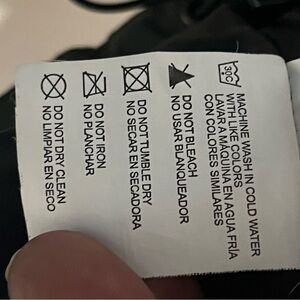 30C
MACHINE WASH IN COLD WATER
WITH LIKE COLORS
LAVAR A MAQUINA EN AGUA FRÍA
CON COLORES SIMILARES
DO NOT BLEACH
NO USAR BLANQUEADOR
DO NOT TUMBLE DRY
NO SECAR EN SECADORA
DO NOT IRON
NO PLANCHAR
DO NOT DRY CLEAN
NO LIMPIAR EN SECO